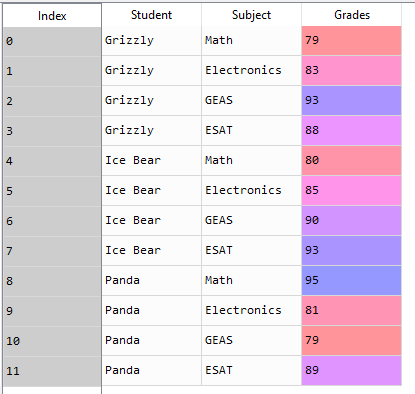 Index Student Subject Grades
0 Grizzly Math 79
1 Grizzly Electronics 83
2 Grizzly GEAS 93
3 Grizzly ESAT 88
4 Ice Bear Math 80
5 Ice Bear Electronics 85
6 Ice Bear GEAS 90
7 Ice Bear ESAT 93
8 Panda Math 95
9 Panda Electronics 81
10 Panda GEAS 79
11 Panda ESAT 89